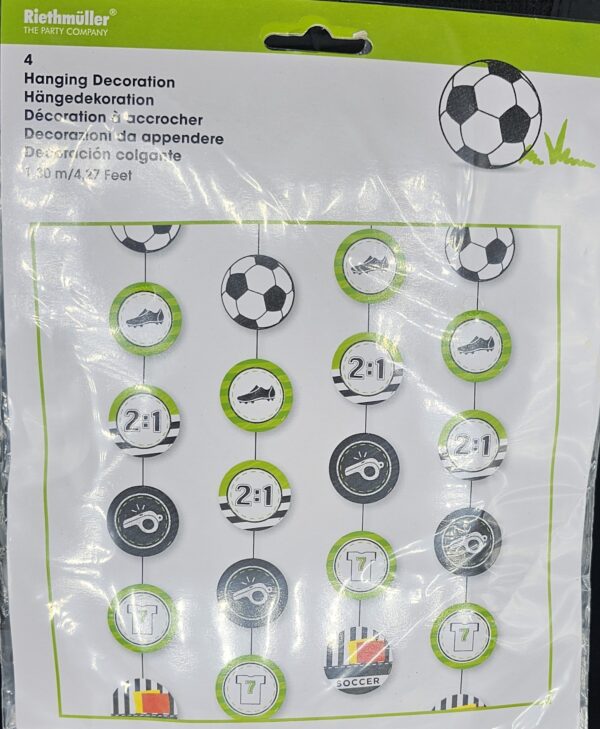 Riethmüller®
THE PARTY COMPANY
4
Hanging Decoration
Hängedekoration
Décoration à accrocher
Decorazioni da appendere
Decoración colgante
1,30 m/4,27 Feet
2:1
2:1
2:1
2:1
7
7
7
7
SOCCER